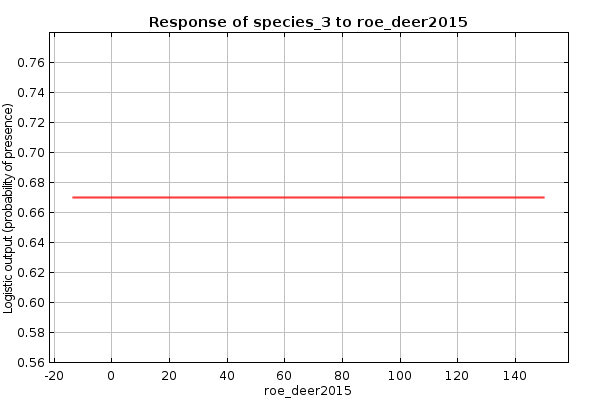 Response of species_3 to roe_deer2015
Logistic output (probability of presence)
0.76
0.74
0.72
0.70
0.68
0.66
0.64
0.62
0.60
0.58
0.56
-20 0 20 40 60 80 100 120 140
roe_deer2015